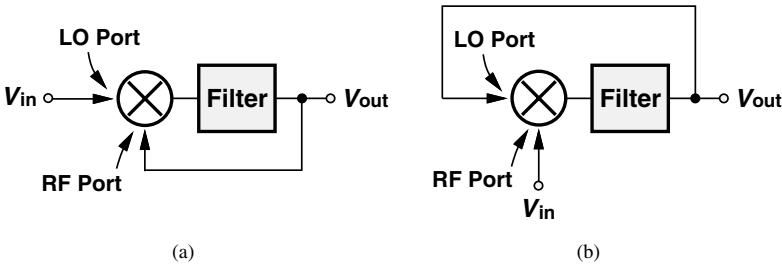 LO Port
Vin
Filter
Vout
RF Port
(a)
LO Port
Filter
Vout
RF Port
Vin
(b)